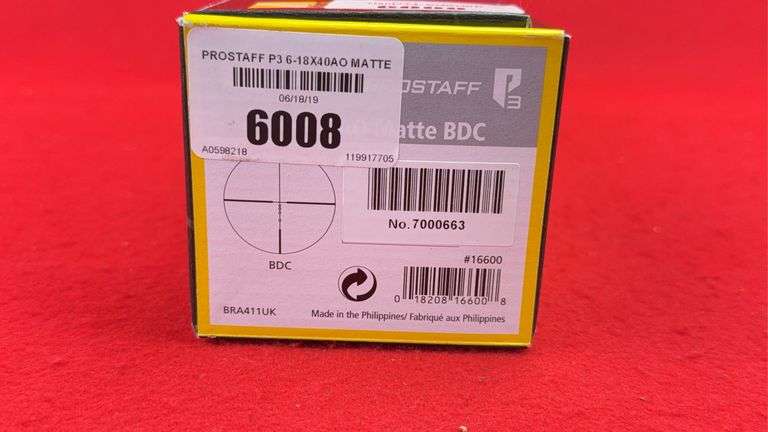 PROSTAFF P3 6-18X40AO MATTE
06/18/19
6008
A0598218
119917705
OSTAFF P3
Matte BDC
No. 7000663
BDC
#16600
0 18208 16600 8
BRA411UK
Made in the Philippines/ Fabriqué aux Philippines